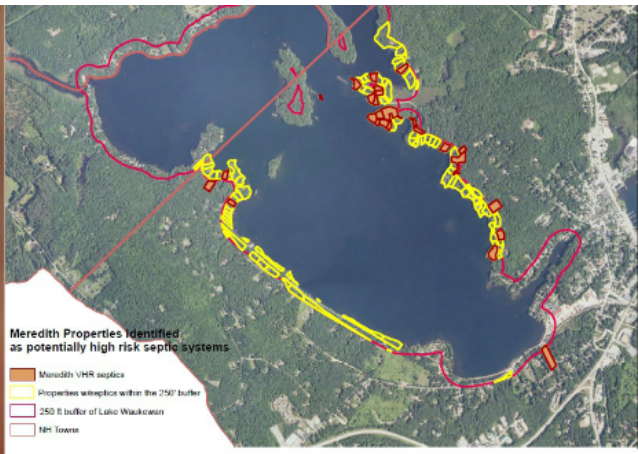 Meredith Properties Identified
as potentially high risk septic systems
Meredith VHR septics
Properties w/septics within the 250' buffer
250 ft buffer of Lake Waukewan
NH Towns